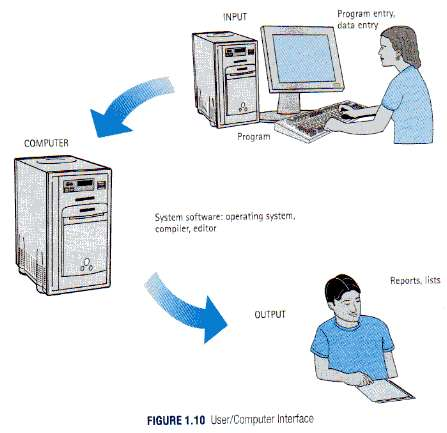 INPUT
Program entry,
data entry
Program
COMPUTER
System software: operating system,
compiler, editor
Reports, lists
OUTPUT
FIGURE 1.10 User/Computer Interface